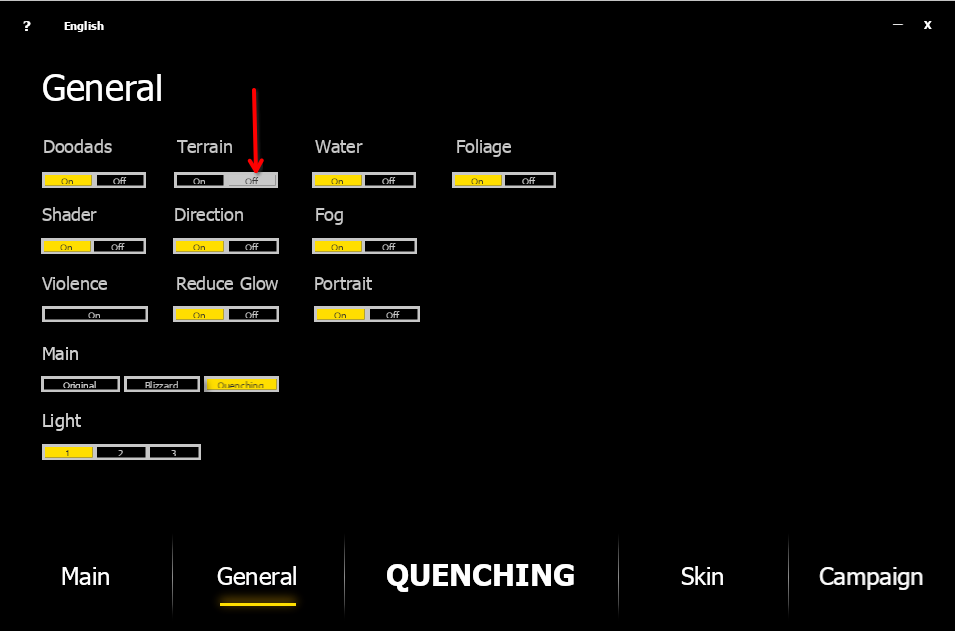 ? English — x
General
Doodads Terrain Water Foliage
On Off On Off On Off On Off
Shader Direction Fog
On Off On Off On Off
Violence Reduce Glow Portrait
On On Off On Off
Main
Original Blizzard Quenching
Light
1 2 3
Main General QUENCHING Skin Campaign